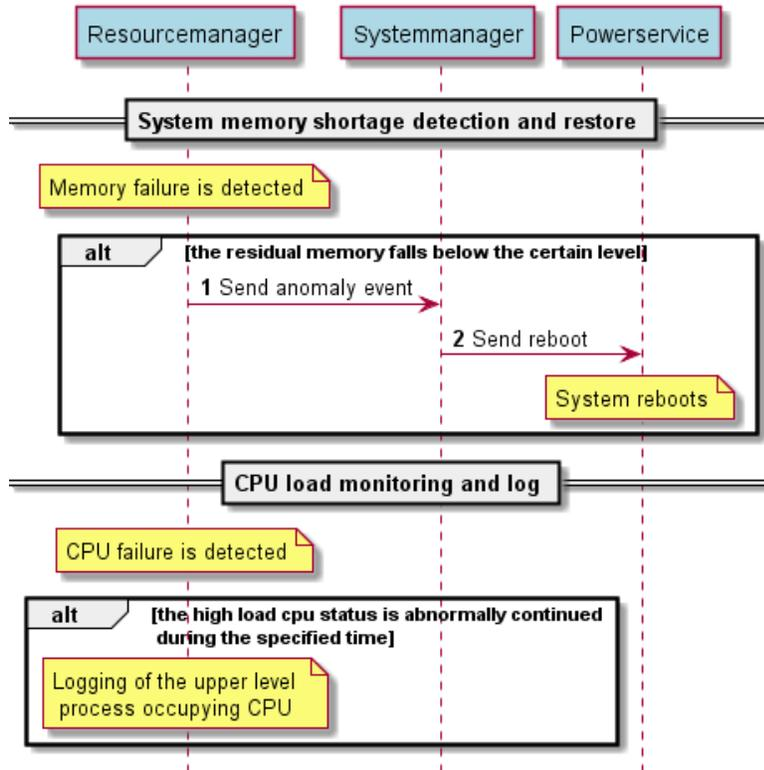 Resourcemanager
Systemmanager
Powerservice
System memory shortage detection and restore
Memory failure is detected
alt
[the residual memory falls below the certain level]
1 Send anomaly event
2 Send reboot
System reboots
CPU load monitoring and log
CPU failure is detected
alt
[the high load cpu status is abnormally continued
during the specified time]
Logging of the upper level
process occupying CPU